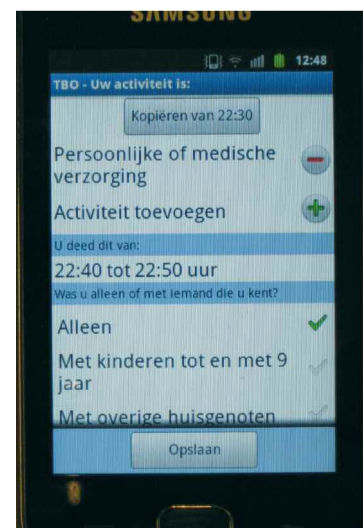 SAMSUNG
12:48
TBO - Uw activiteit is:
Kopiëren van 22:30
Persoonlijke of medische
verzorging
Activiteit toevoegen
U deed dit van:
22:40 tot 22:50 uur
Was u alleen of met iemand die u kent?
Alleen
Met kinderen tot en met 9
jaar
Met overige huisgenoten
Opslaan